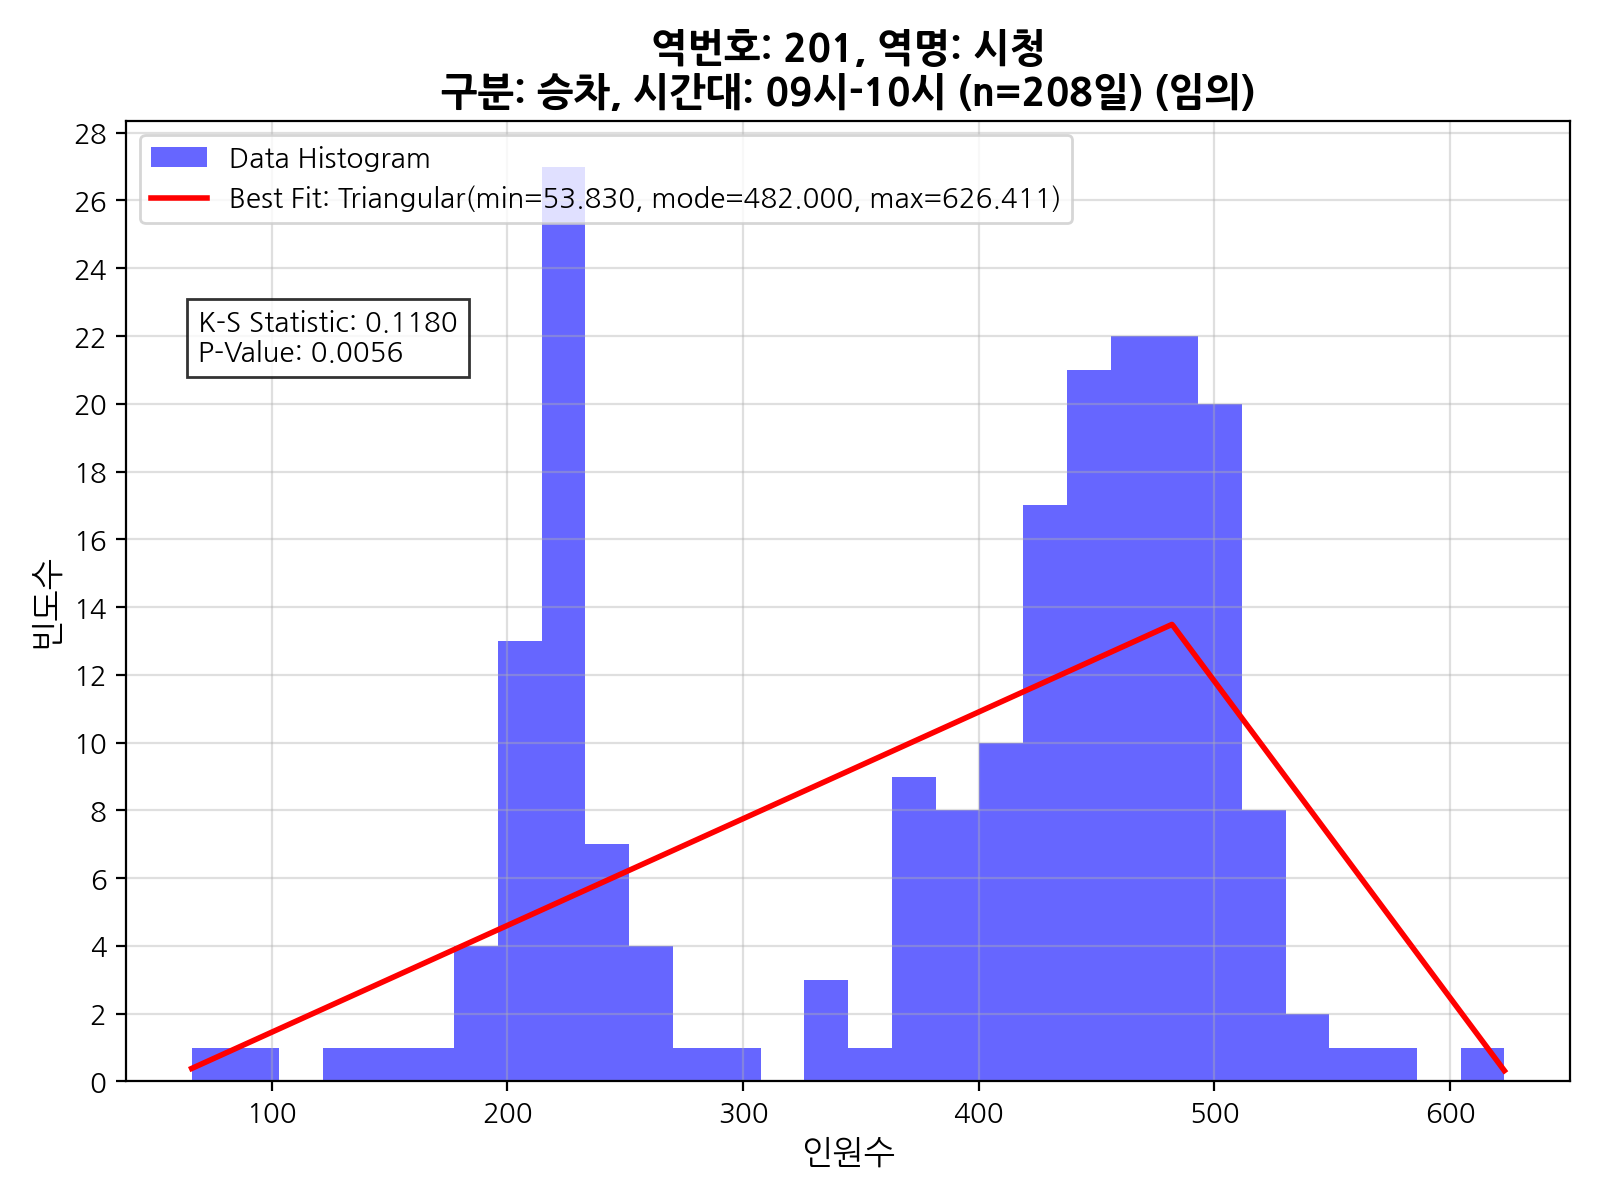 역번호: 201, 역명: 시청
구분: 승차, 시간대: 09시-10시 (n=208일) (임의)
Data Histogram
Best Fit: Triangular(min=53.830, mode=482.000, max=626.411)
K-S Statistic: 0.1180
P-Value: 0.0056
빈도수
28
26
24
22
20
18
16
14
12
10
8
6
4
2
0
100 200 300 400 500 600
인원수